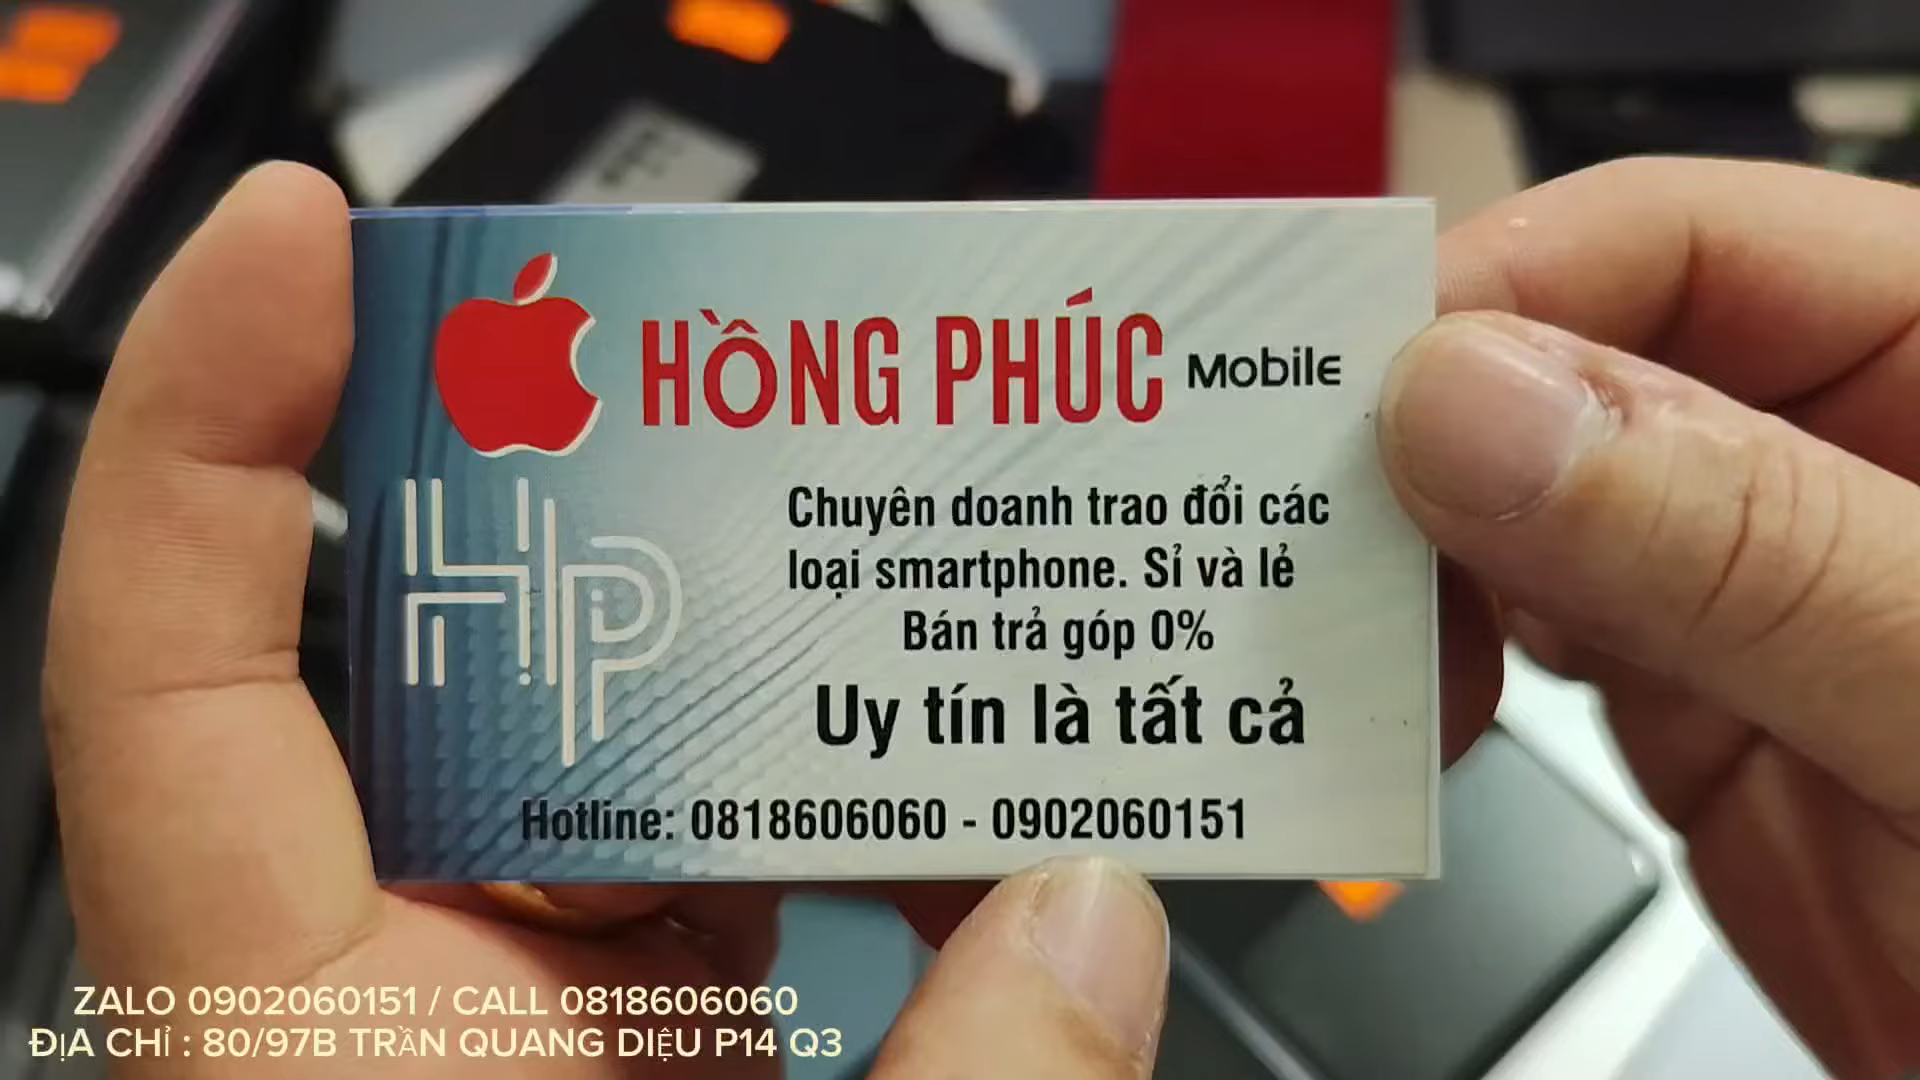 HỒNG PHÚC Mobile
HP
Chuyên doanh trao đổi các
loại smartphone. Sỉ và lẻ
Bán trả góp 0%
Uy tín là tất cả
Hotline: 0818606060 - 0902060151
ZALO 0902060151 / CALL 0818606060
ĐỊA CHỈ : 80/97B TRẦN QUANG DIỆU P14 Q3